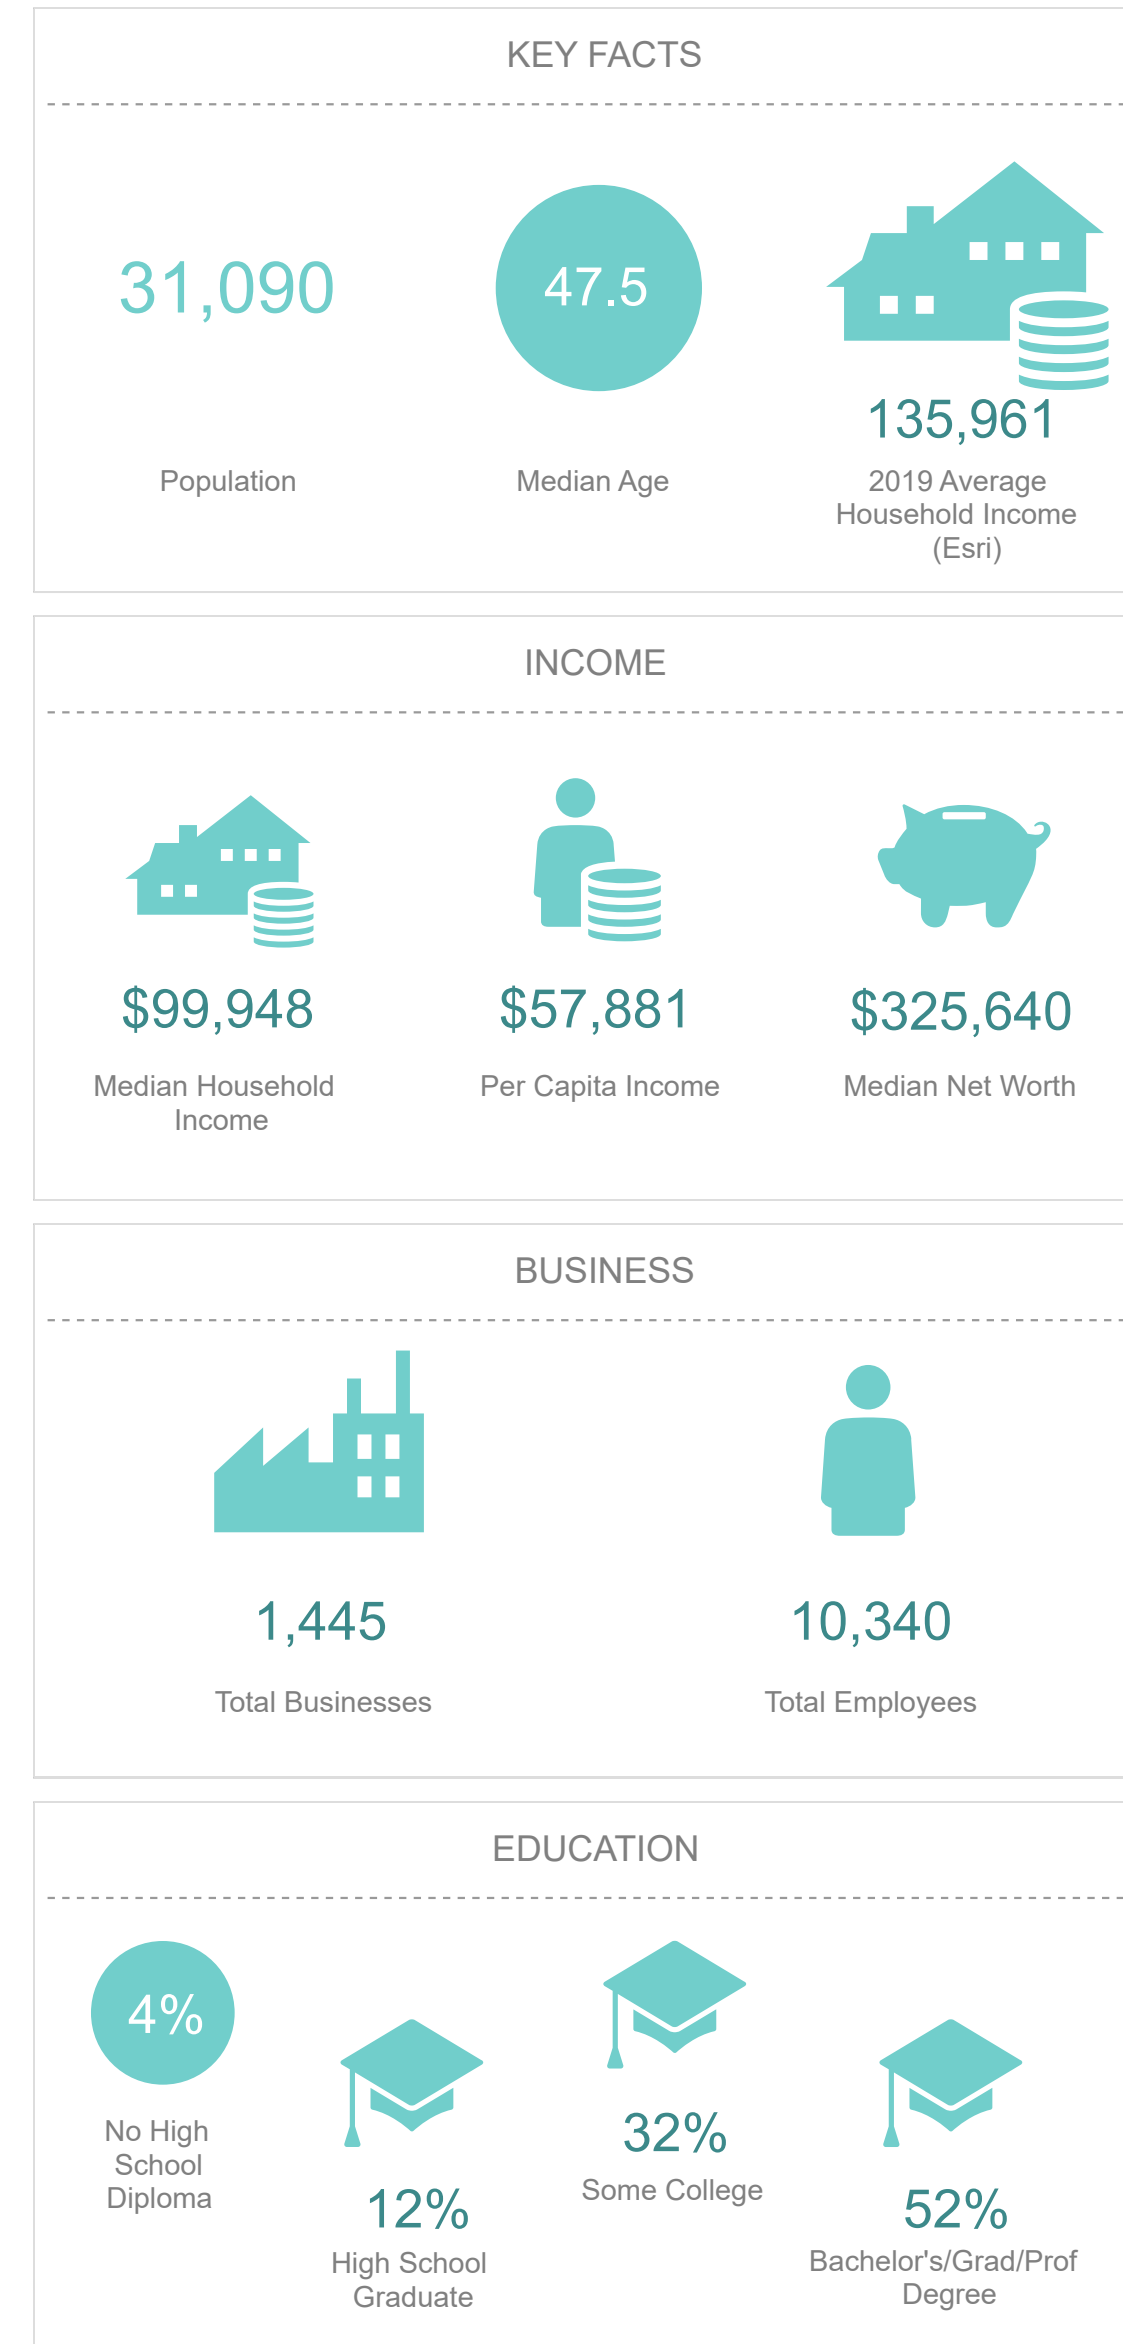 KEY FACTS
31,090
47.5
135,961
Population
Median Age
2019 Average
Household Income
(Esri)
INCOME
$99,948
$57,881
$325,640
Median Household
Income
Per Capita Income
Median Net Worth
BUSINESS
1,445
10,340
Total Businesses
Total Employees
EDUCATION
4%
No High
School
Diploma
12%
High School
Graduate
32%
Some College
52%
Bachelor's/Grad/Prof
Degree